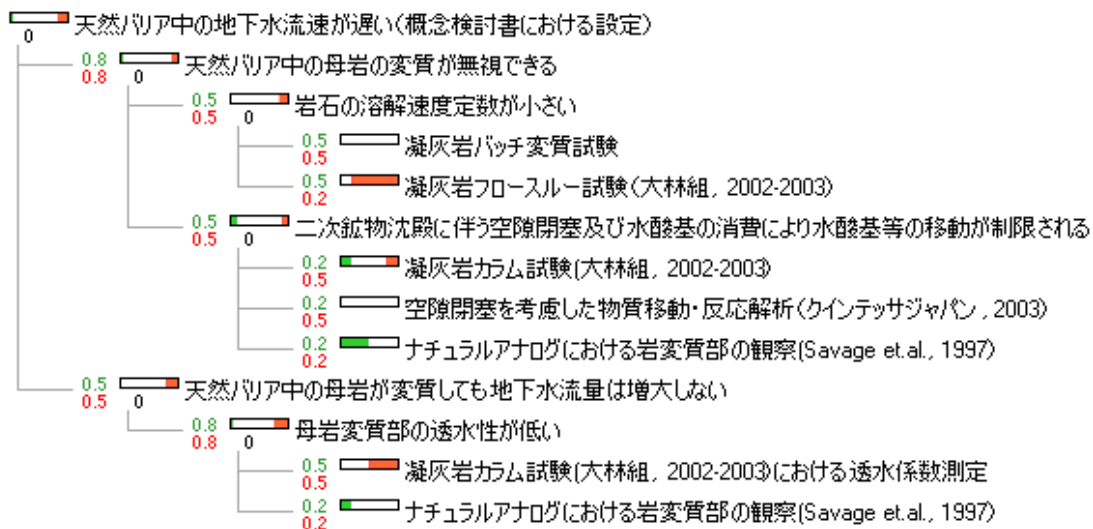 天然バリア中の地下水流速が遅い(概念検討書における設定)
0
0.8 天然バリア中の母岩の変質が無視できる
0.8 0
0.5 岩石の溶解速度定数が小さい
0.5 0
0.5 凝灰岩バッチ変質試験
0.5
0.5 凝灰岩フロースルー試験(大林組, 2002-2003)
0.2
0.5 二次鉱物沈殿に伴う空隙閉塞及び水酸基の消費により水酸基等の移動が制限される
0.5 0
0.2 凝灰岩カラム試験(大林組, 2002-2003)
0.5
0.2 空隙閉塞を考慮した物質移動・反応解析(クインテッサジャパン, 2003)
0.5
0.2 ナチュラルアナログにおける岩変質部の観察(Savage et.al., 1997)
0.2
0.5 天然バリア中の母岩が変質しても地下水流量は増大しない
0.5 0
0.8 母岩変質部の透水性が低い
0.8 0
0.5 凝灰岩カラム試験(大林組, 2002-2003)における透水係数測定
0.5
0.2 ナチュラルアナログにおける岩変質部の観察(Savage et.al., 1997)
0.2